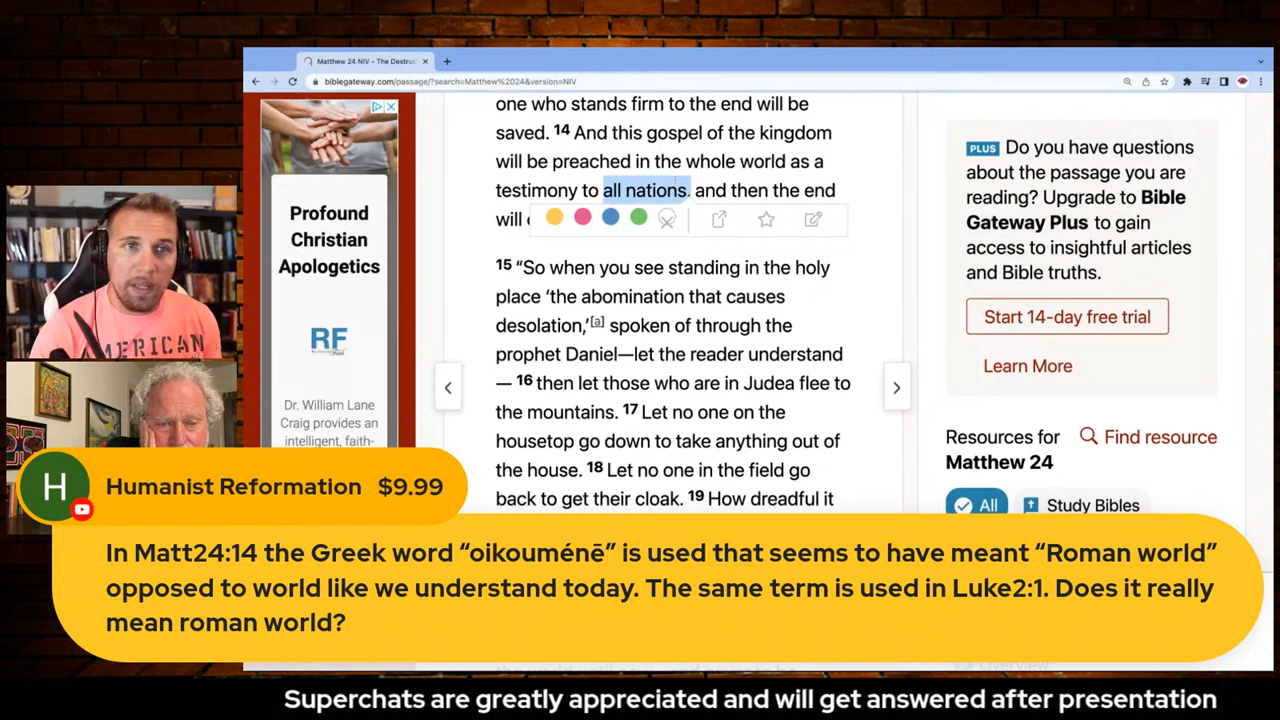 Matthew 24 NIV - The Destruc
biblegateway.com/passage/?search=Matthew%2024&version=NIV
Profound
Christian
Apologetics
RF
Dr. William Lane
Craig provides an
intelligent, faith-
one who stands firm to the end will be
saved. 14 And this gospel of the kingdom
will be preached in the whole world as a
testimony to all nations, and then the end
will
15 “So when you see standing in the holy
place ‘the abomination that causes
desolation,’[a] spoken of through the
prophet Daniel—let the reader understand
— 16 then let those who are in Judea flee to
the mountains. 17 Let no one on the
housetop go down to take anything out of
the house. 18 Let no one in the field go
back to get their cloak. 19 How dreadful it
PLUS Do you have questions
about the passage you are
reading? Upgrade to Bible
Gateway Plus to gain
access to insightful articles
and Bible truths.
Start 14-day free trial
Learn More
Resources for
Matthew 24
Find resource
All Study Bibles
Overview.
AMERICAN
H
Humanist Reformation $9.99
In Matt24:14 the Greek word “oikouménē” is used that seems to have meant “Roman world”
opposed to world like we understand today. The same term is used in Luke2:1. Does it really
mean roman world?
Superchats are greatly appreciated and will get answered after presentation